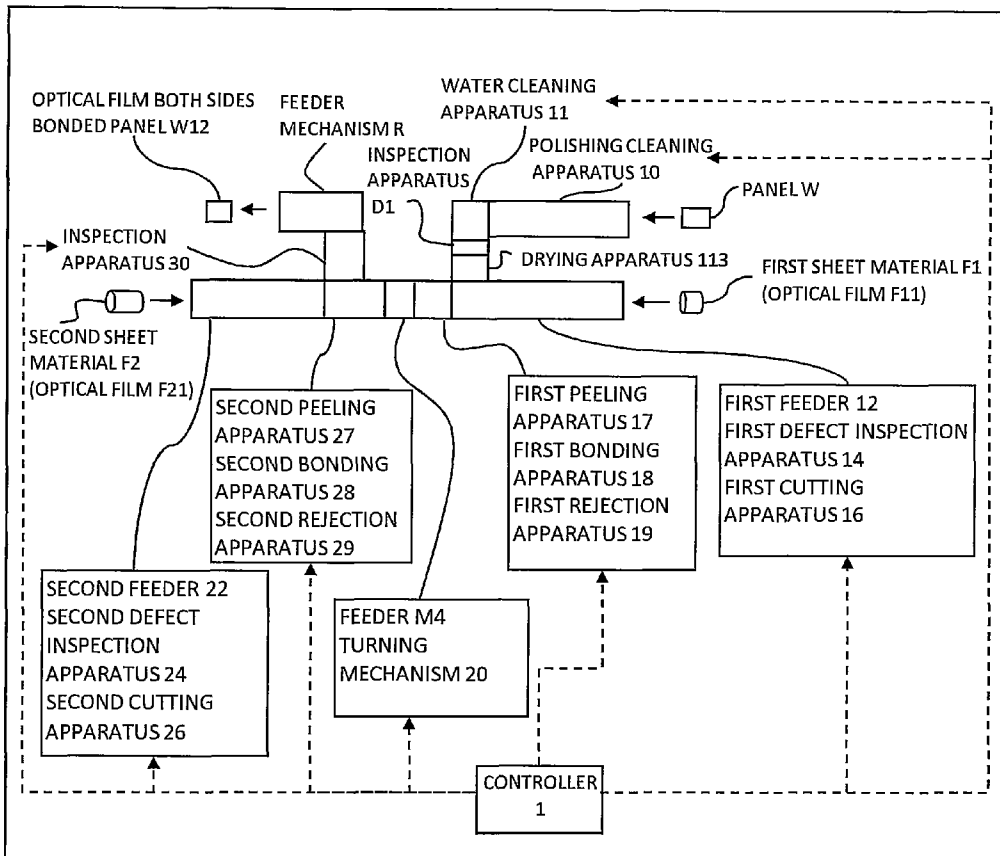 OPTICAL FILM BOTH SIDES
BONDED PANEL W12
FEEDER
MECHANISM R
WATER CLEANING
APPARATUS 11
INSPECTION
APPARATUS
D1
POLISHING CLEANING
APPARATUS 10
PANEL W
INSPECTION
APPARATUS 30
DRYING APPARATUS 113
FIRST SHEET MATERIAL F1
(OPTICAL FILM F11)
SECOND SHEET
MATERIAL F2
(OPTICAL FILM F21)
SECOND PEELING
APPARATUS 27
SECOND BONDING
APPARATUS 28
SECOND REJECTION
APPARATUS 29
FIRST PEELING
APPARATUS 17
FIRST BONDING
APPARATUS 18
FIRST REJECTION
APPARATUS 19
FIRST FEEDER 12
FIRST DEFECT INSPECTION
APPARATUS 14
FIRST CUTTING
APPARATUS 16
SECOND FEEDER 22
SECOND DEFECT
INSPECTION
APPARATUS 24
SECOND CUTTING
APPARATUS 26
FEEDER M4
TURNING
MECHANISM 20
CONTROLLER
1